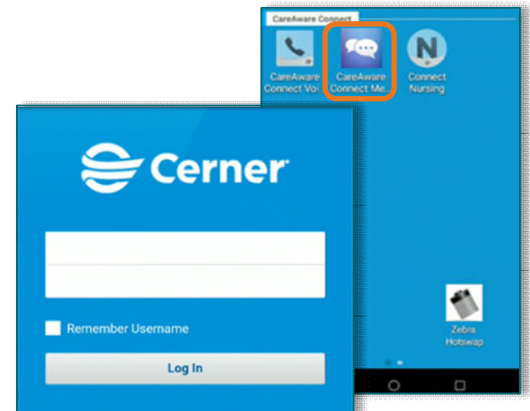 CareAware Connect
N
CareAware
Connect Voi..
CareAware
Connect Me..
Connect
Nursing
Cerner
Remember Username
Log In
Zebra
Hotswap